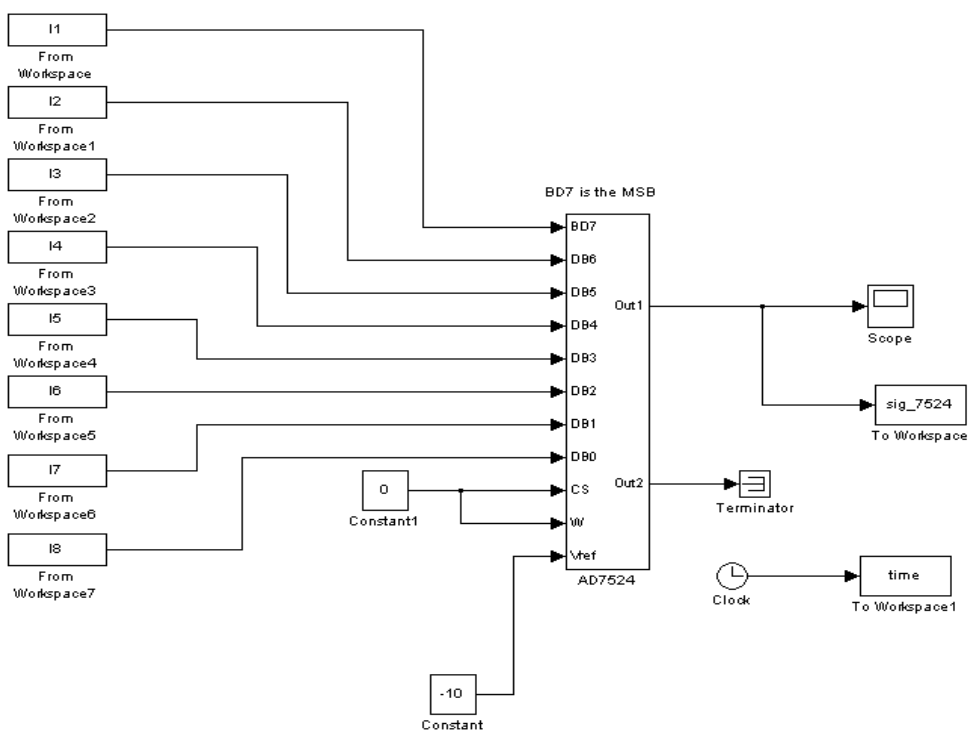 I1
From
Workspace
I2
From
Workspace1
I3
From
Workspace2
I4
From
Workspace3
I5
From
Workspace4
I6
From
Workspace5
I7
From
Workspace6
I8
From
Workspace7
0
Constant1
-10
Constant
BD7 is the MSB
BD7
DB6
DB5
DB4
DB3
DB2
DB1
DB0
CS
W
Vref
Out1
Out2
AD7524
Scope
sig_7524
To Workspace
Terminator
Clock
time
To Workspace1